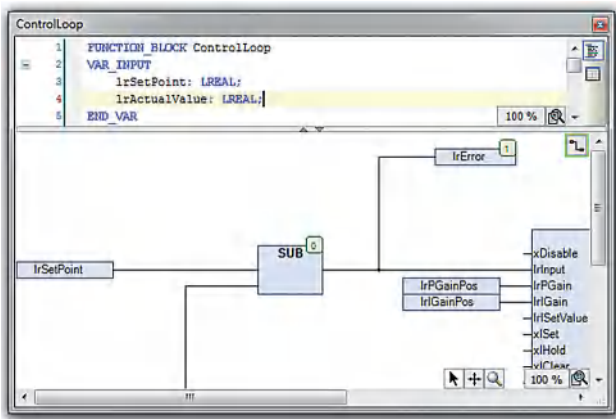 ControlLoop
1 FUNCTION_BLOCK ControlLoop
2 VAR_INPUT
3 lrSetPoint: LREAL;
4 lrActualValue: LREAL;
5 END_VAR
100 %
lrError 1
SUB 0
lrSetPoint
xDisable
lrInput
lrPGainPos lrPGain
lrIGainPos lrIGain
lrISetValue
xISet
xIHold
xIClear
100 %